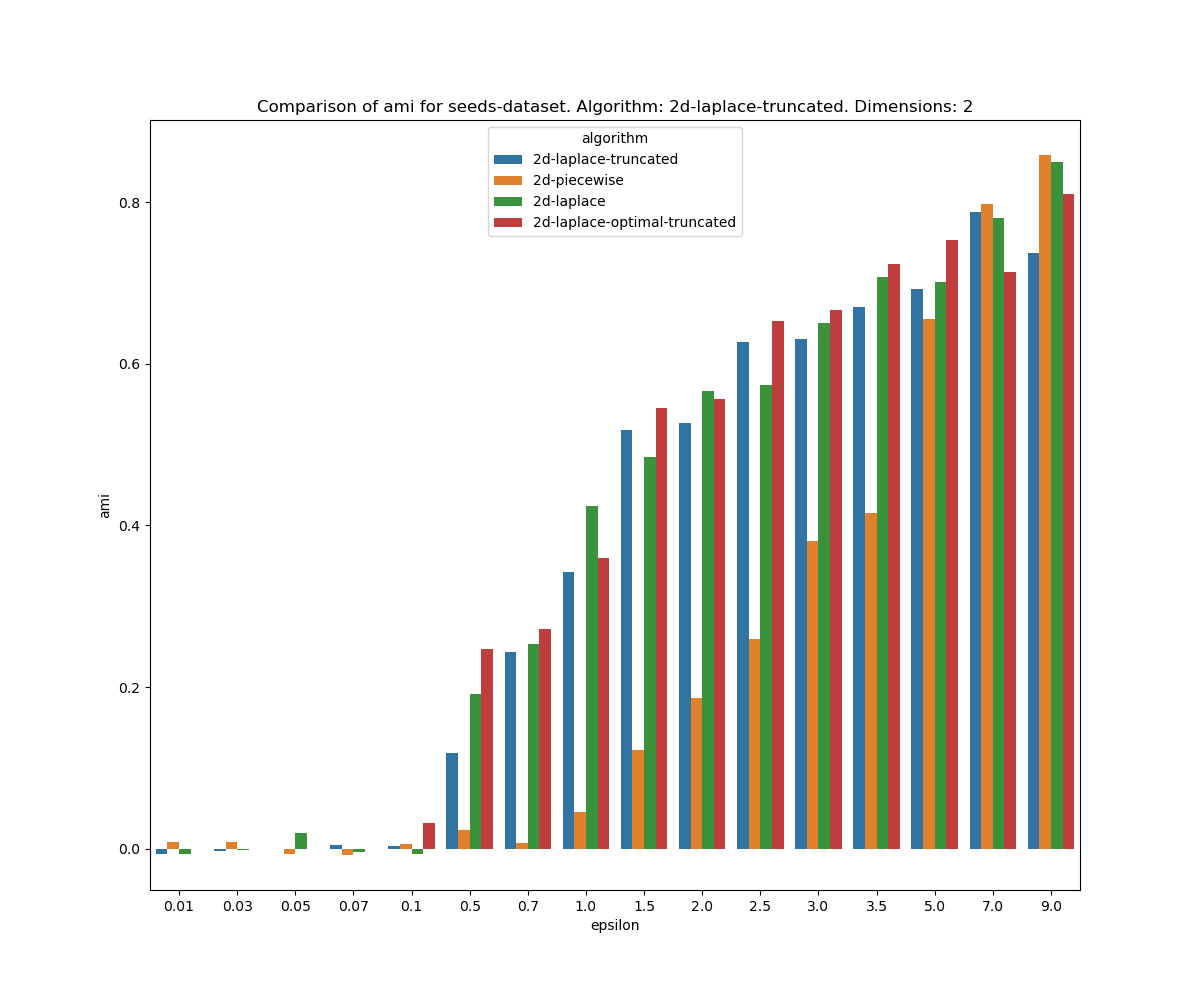 Comparison of ami for seeds-dataset. Algorithm: 2d-laplace-truncated. Dimensions: 2
algorithm
2d-laplace-truncated
2d-piecewise
2d-laplace
2d-laplace-optimal-truncated
ami
0.8
0.6
0.4
0.2
0.0
0.01 0.03 0.05 0.07 0.1 0.5 0.7 1.0 1.5 2.0 2.5 3.0 3.5 5.0 7.0 9.0
epsilon